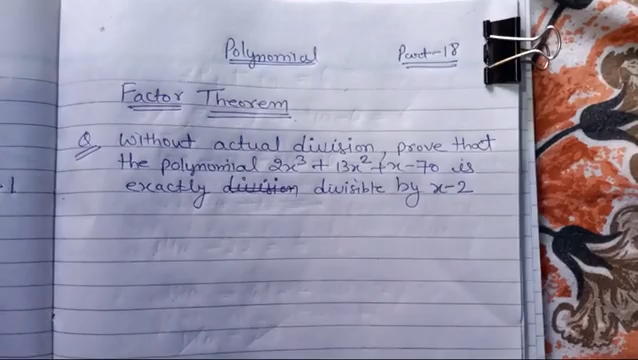 Polynomial Part-18
Factor Theorem
Q Without actual division, prove that
the polynomial 2x³ + 13x² + x - 70 is
exactly division divisible by x-2
-1